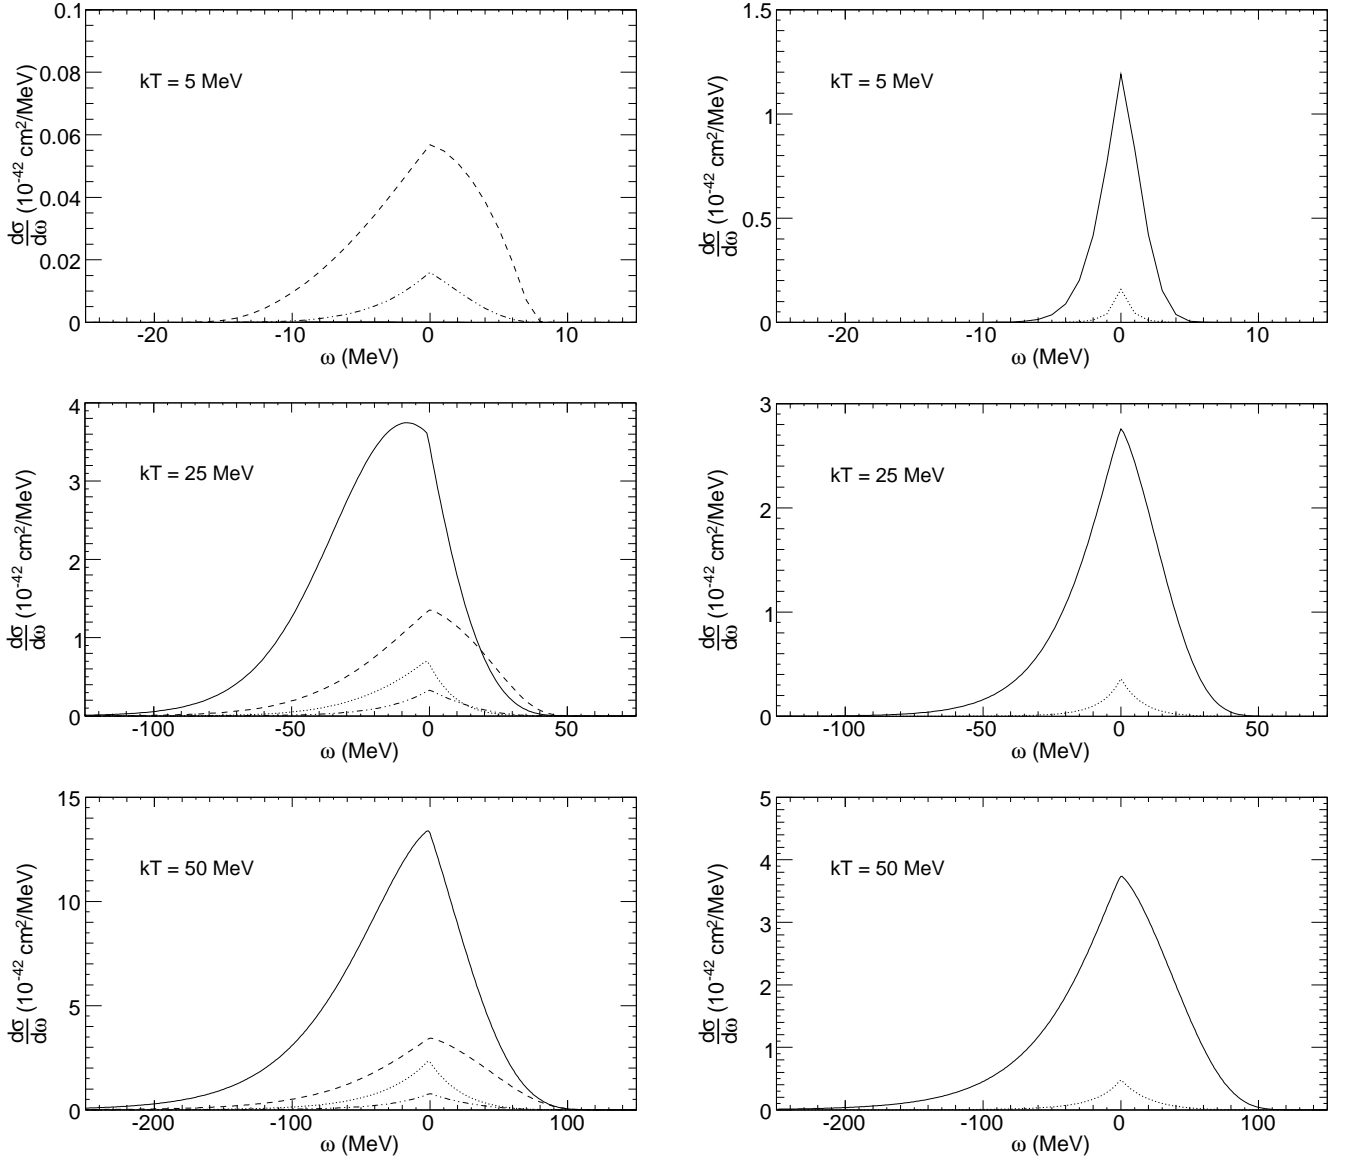 0.1
0.08
0.06
0.04
0.02
0
kT = 5 MeV
dσ/dω (10⁻⁴² cm²/MeV)
-20 -10 0 10
ω (MeV)
1.5
1
0.5
0
kT = 5 MeV
dσ/dω (10⁻⁴² cm²/MeV)
-20 -10 0 10
ω (MeV)
4
3
2
1
0
kT = 25 MeV
dσ/dω (10⁻⁴² cm²/MeV)
-100 -50 0 50
ω (MeV)
3
2
1
0
kT = 25 MeV
dσ/dω (10⁻⁴² cm²/MeV)
-100 -50 0 50
ω (MeV)
15
10
5
0
kT = 50 MeV
dσ/dω (10⁻⁴² cm²/MeV)
-200 -100 0 100
ω (MeV)
5
4
3
2
1
0
kT = 50 MeV
dσ/dω (10⁻⁴² cm²/MeV)
-200 -100 0 100
ω (MeV)